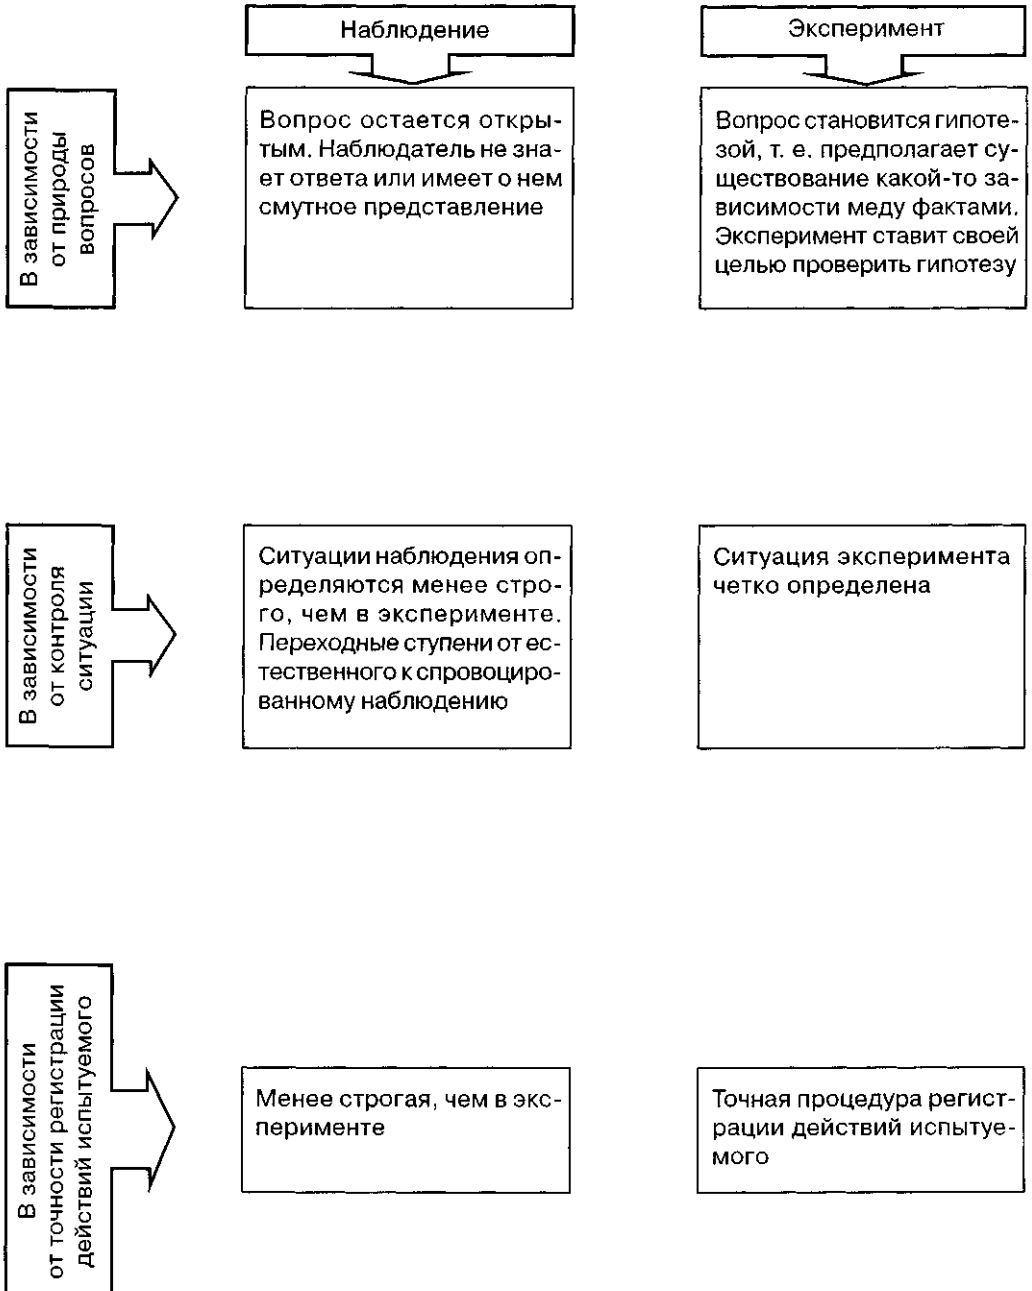 Наблюдение
Эксперимент
В зависимости
от природы
вопросов
Вопрос остается откры-
тым. Наблюдатель не зна-
ет ответа или имеет о нем
смутное представление
Вопрос становится гипоте-
зой, т. е. предполагает су-
ществование какой-то за-
висимости меду фактами.
Эксперимент ставит своей
целью проверить гипотезу
В зависимости
от контроля
ситуации
Ситуации наблюдения оп-
ределяются менее стро-
го, чем в эксперименте.
Переходные ступени от ес-
тественного к спровоциро-
ванному наблюдению
Ситуация эксперимента
четко определена
В зависимости
от точности регистрации
действий испытуемого
Менее строгая, чем в экс-
перименте
Точная процедура регист-
рации действий испытуе-
мого